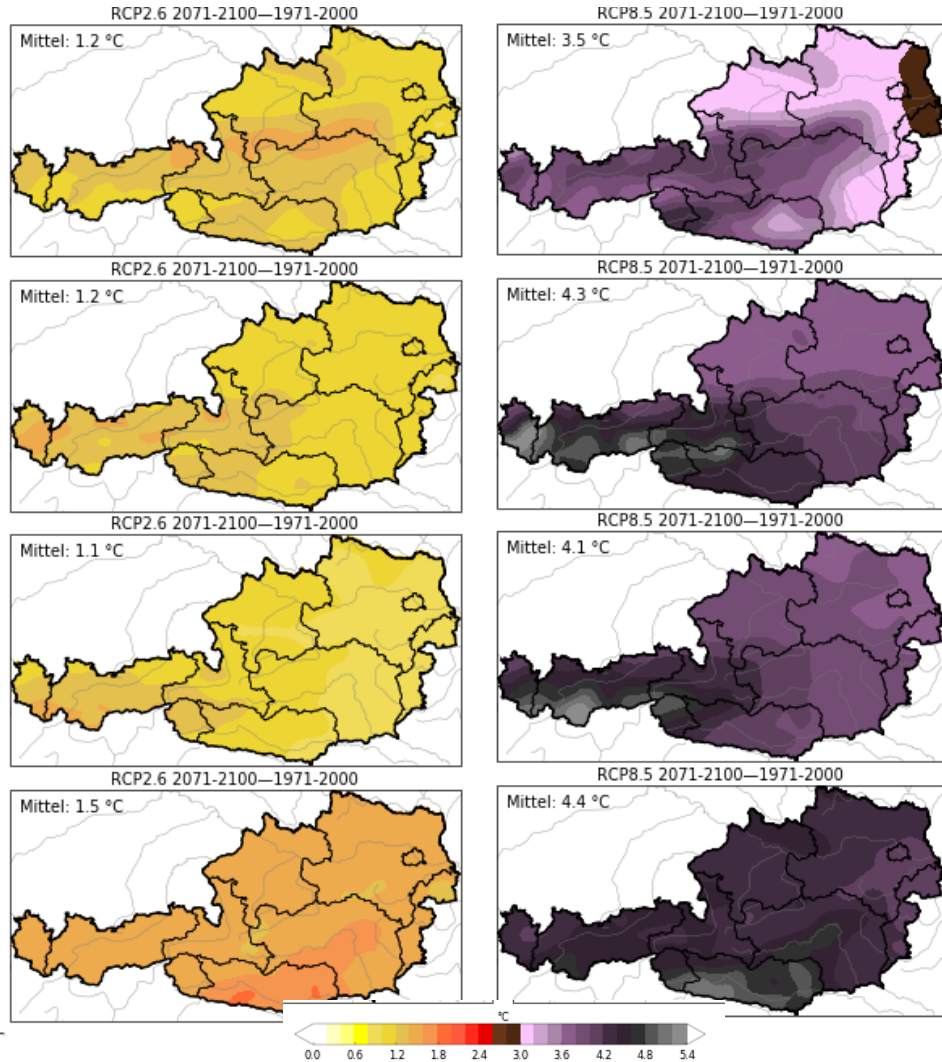 RCP2.6 2071-2100—1971-2000
RCP8.5 2071-2100—1971-2000
Mittel: 1.2 °C
Mittel: 3.5 °C
RCP2.6 2071-2100—1971-2000
RCP8.5 2071-2100—1971-2000
Mittel: 1.2 °C
Mittel: 4.3 °C
RCP2.6 2071-2100—1971-2000
RCP8.5 2071-2100—1971-2000
Mittel: 1.1 °C
Mittel: 4.1 °C
RCP2.6 2071-2100—1971-2000
RCP8.5 2071-2100—1971-2000
Mittel: 1.5 °C
Mittel: 4.4 °C
°C
0.0 0.6 1.2 1.8 2.4 3.0 3.6 4.2 4.8 5.4